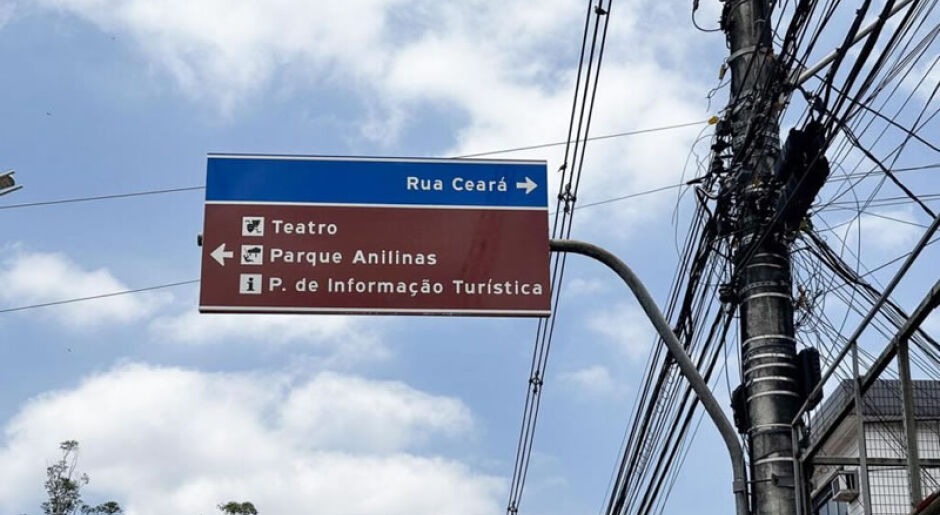 Rua Ceará →
Teatro
← Parque Anilinas
i P. de Informação Turística